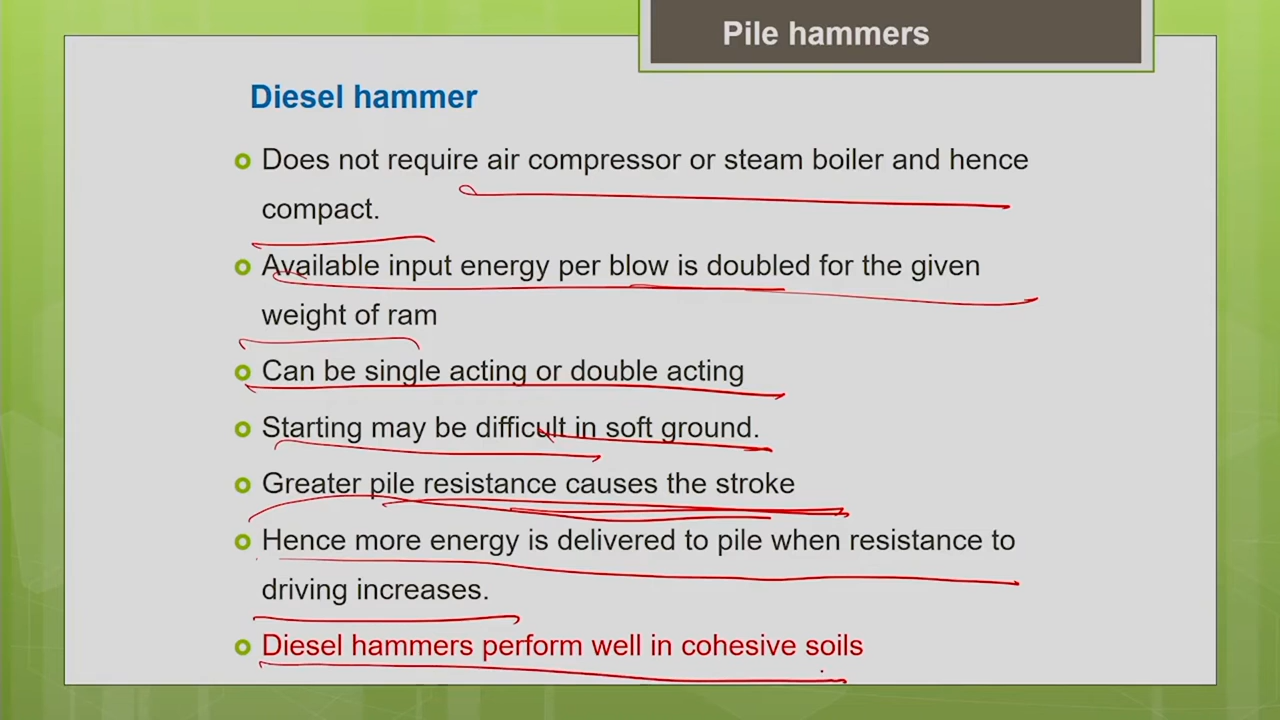 Pile hammers
Diesel hammer
Does not require air compressor or steam boiler and hence
compact.
Available input energy per blow is doubled for the given
weight of ram
Can be single acting or double acting
Starting may be difficult in soft ground.
Greater pile resistance causes the stroke
Hence more energy is delivered to pile when resistance to
driving increases.
Diesel hammers perform well in cohesive soils